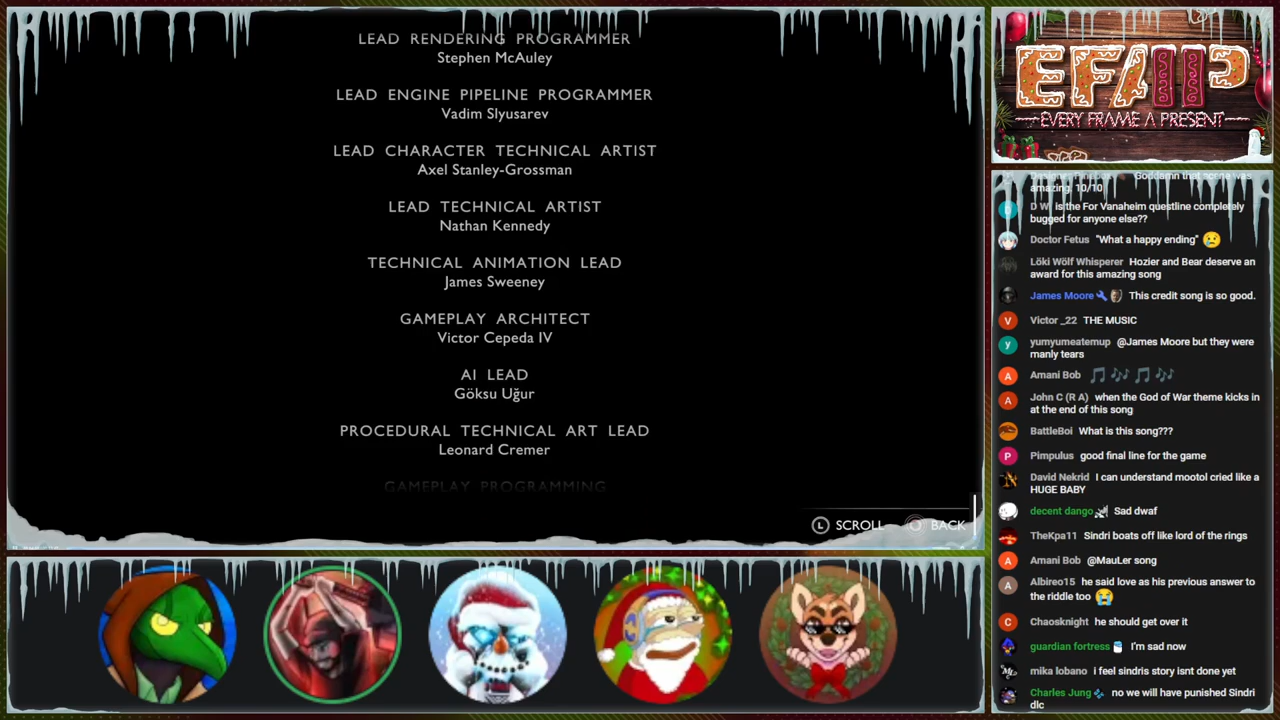 LEAD RENDERING PROGRAMMER
Stephen McAuley
LEAD ENGINE PIPELINE PROGRAMMER
Vadim Slyusarev
LEAD CHARACTER TECHNICAL ARTIST
Axel Stanley-Grossman
LEAD TECHNICAL ARTIST
Nathan Kennedy
TECHNICAL ANIMATION LEAD
James Sweeney
GAMEPLAY ARCHITECT
Victor Cepeda IV
AI LEAD
Göksu Uğur
PROCEDURAL TECHNICAL ART LEAD
Leonard Cremer
GAMEPLAY PROGRAMMING
L SCROLL BACK
EFAP
EVERY FRAME A PRESENT
Goddamn that scene was
amazing. 10/10
D W is the For Vanaheim questline completely
bugged for anyone else??
Doctor Fetus "What a happy ending" 😢
Löki Wölf Whisperer Hozier and Bear deserve an
award for this amazing song
James Moore This credit song is so good.
V Victor _22 THE MUSIC
y yumyumeatemup @James Moore but they were
manly tears
A Amani Bob 🎵 🎶 🎵 🎶
A John C (R A) when the God of War theme kicks in
at the end of this song
BattleBoi What is this song???
P Pimpulus good final line for the game
David Nekrid I can understand mootol cried like a
HUGE BABY
decent dango Sad dwaf
TheKpa11 Sindri boats off like lord of the rings
A Amani Bob @MauLer song
A Albireo15 he said love as his previous answer to
the riddle too 😭
C Chaosknight he should get over it
guardian fortress I'm sad now
mika lobano i feel sindris story isnt done yet
Charles Jung no we will have punished Sindri
dlc